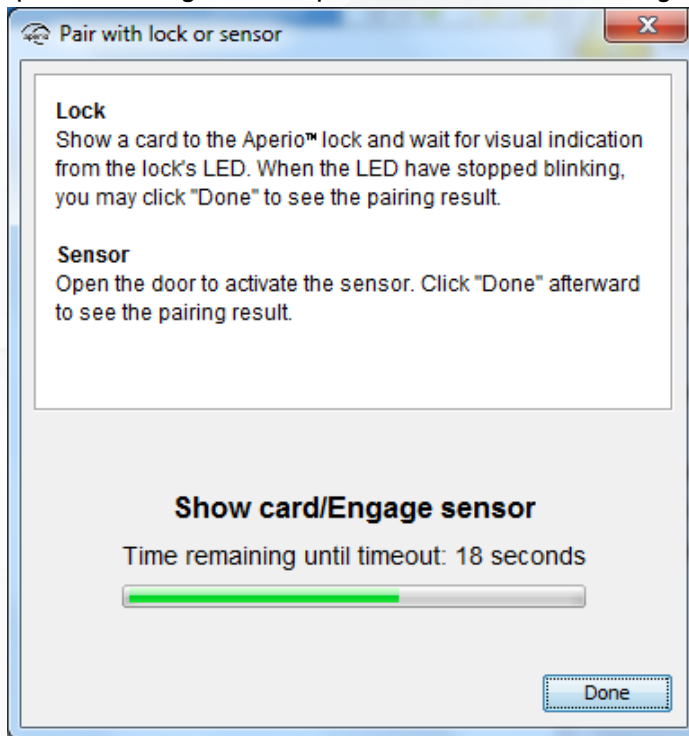 Pair with lock or sensor
Lock
Show a card to the Aperio™ lock and wait for visual indication
from the lock's LED. When the LED have stopped blinking,
you may click "Done" to see the pairing result.
Sensor
Open the door to activate the sensor. Click "Done" afterward
to see the pairing result.
Show card/Engage sensor
Time remaining until timeout: 18 seconds
Done